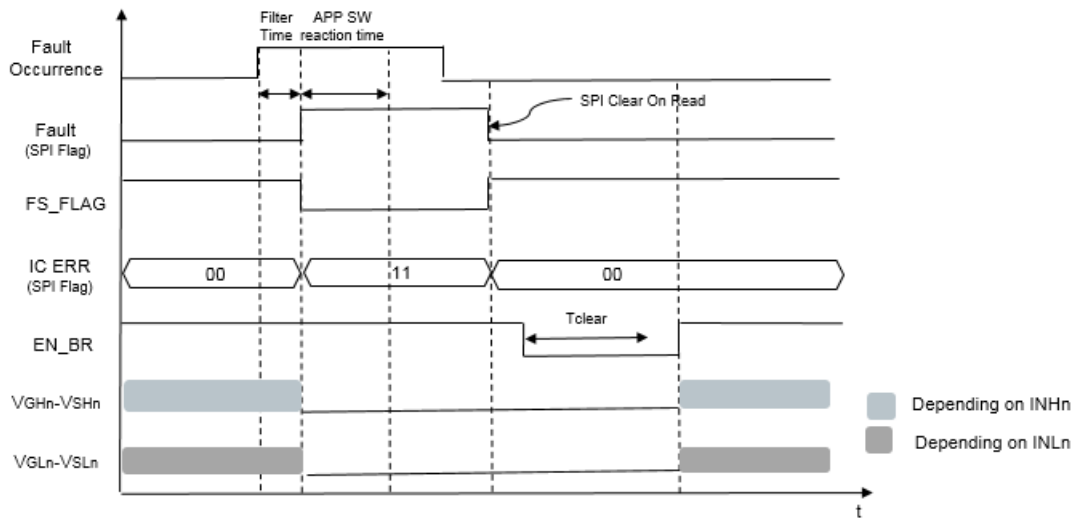 Filter APP SW
Time reaction time
Fault
Occurrence
SPI Clear On Read
Fault
(SPI Flag)
FS_FLAG
IC ERR
(SPI Flag)
00 11 00
Tclear
EN_BR
VGHn-VSHn
Depending on INHn
Depending on INLn
VGLn-VSLn
t